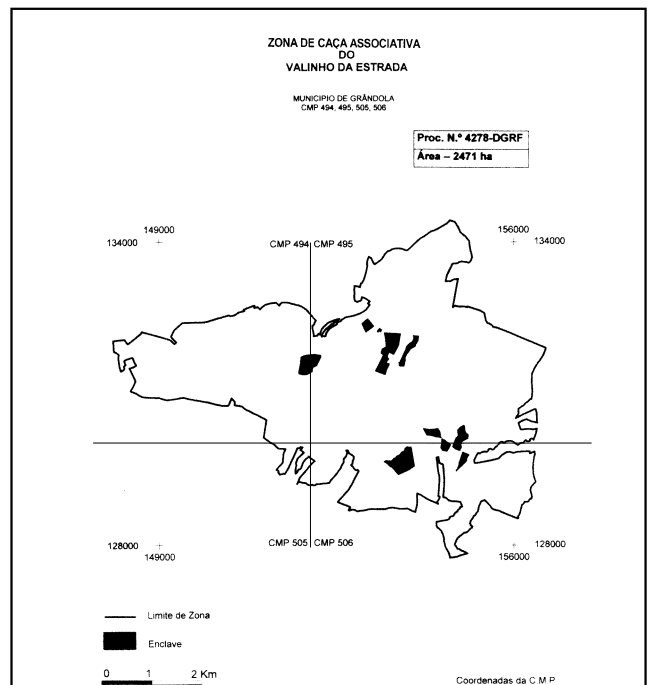 ZONA DE CAÇA ASSOCIATIVA
DO
VALINHO DA ESTRADA
MUNICIPIO DE GRÂNDOLA
CMP 494, 495, 505, 506
Proc. N.º 4278-DGRF
Área – 2471 ha
149000
134000
CMP 494 CMP 495
156000
134000
128000
149000
CMP 505 CMP 506
128000
156000
Limite de Zona
Enclave
0 1 2 Km
Coordenadas da C M P